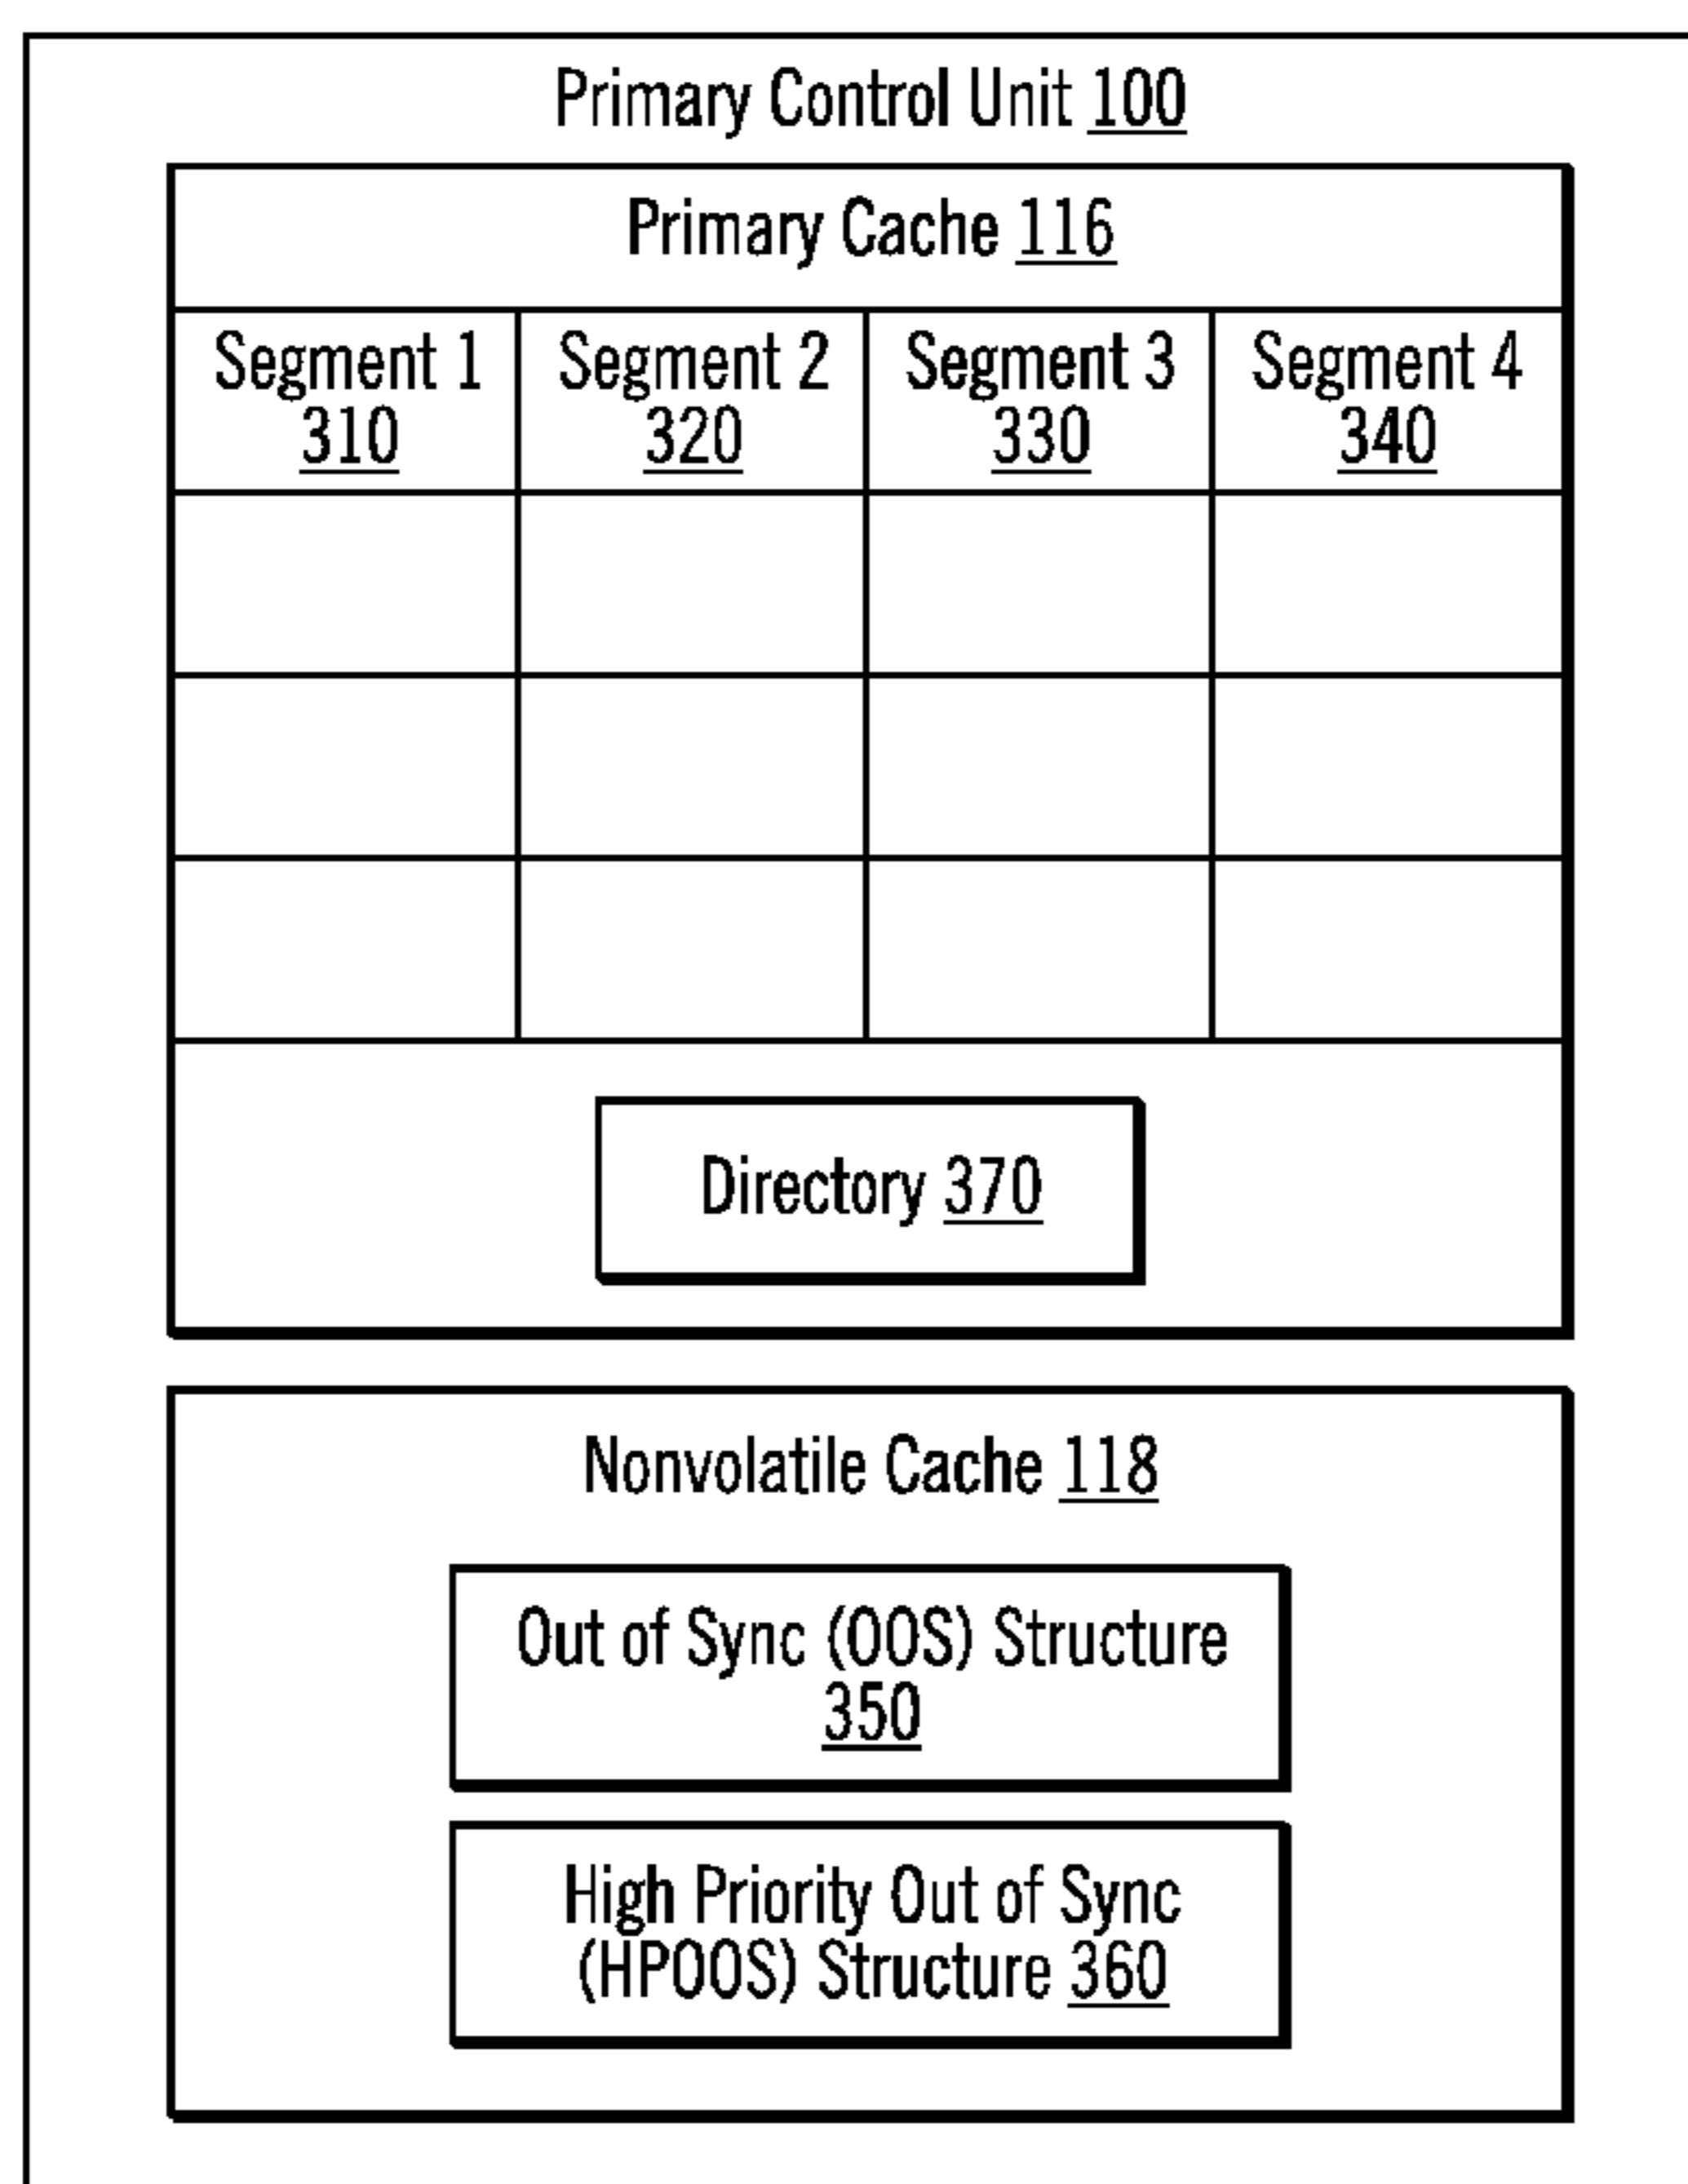 Primary Control Unit 100
Primary Cache 116
Segment 1
310
Segment 2
320
Segment 3
330
Segment 4
340
Directory 370
Nonvolatile Cache 118
Out of Sync (OOS) Structure
350
High Priority Out of Sync
(HPOOS) Structure 360